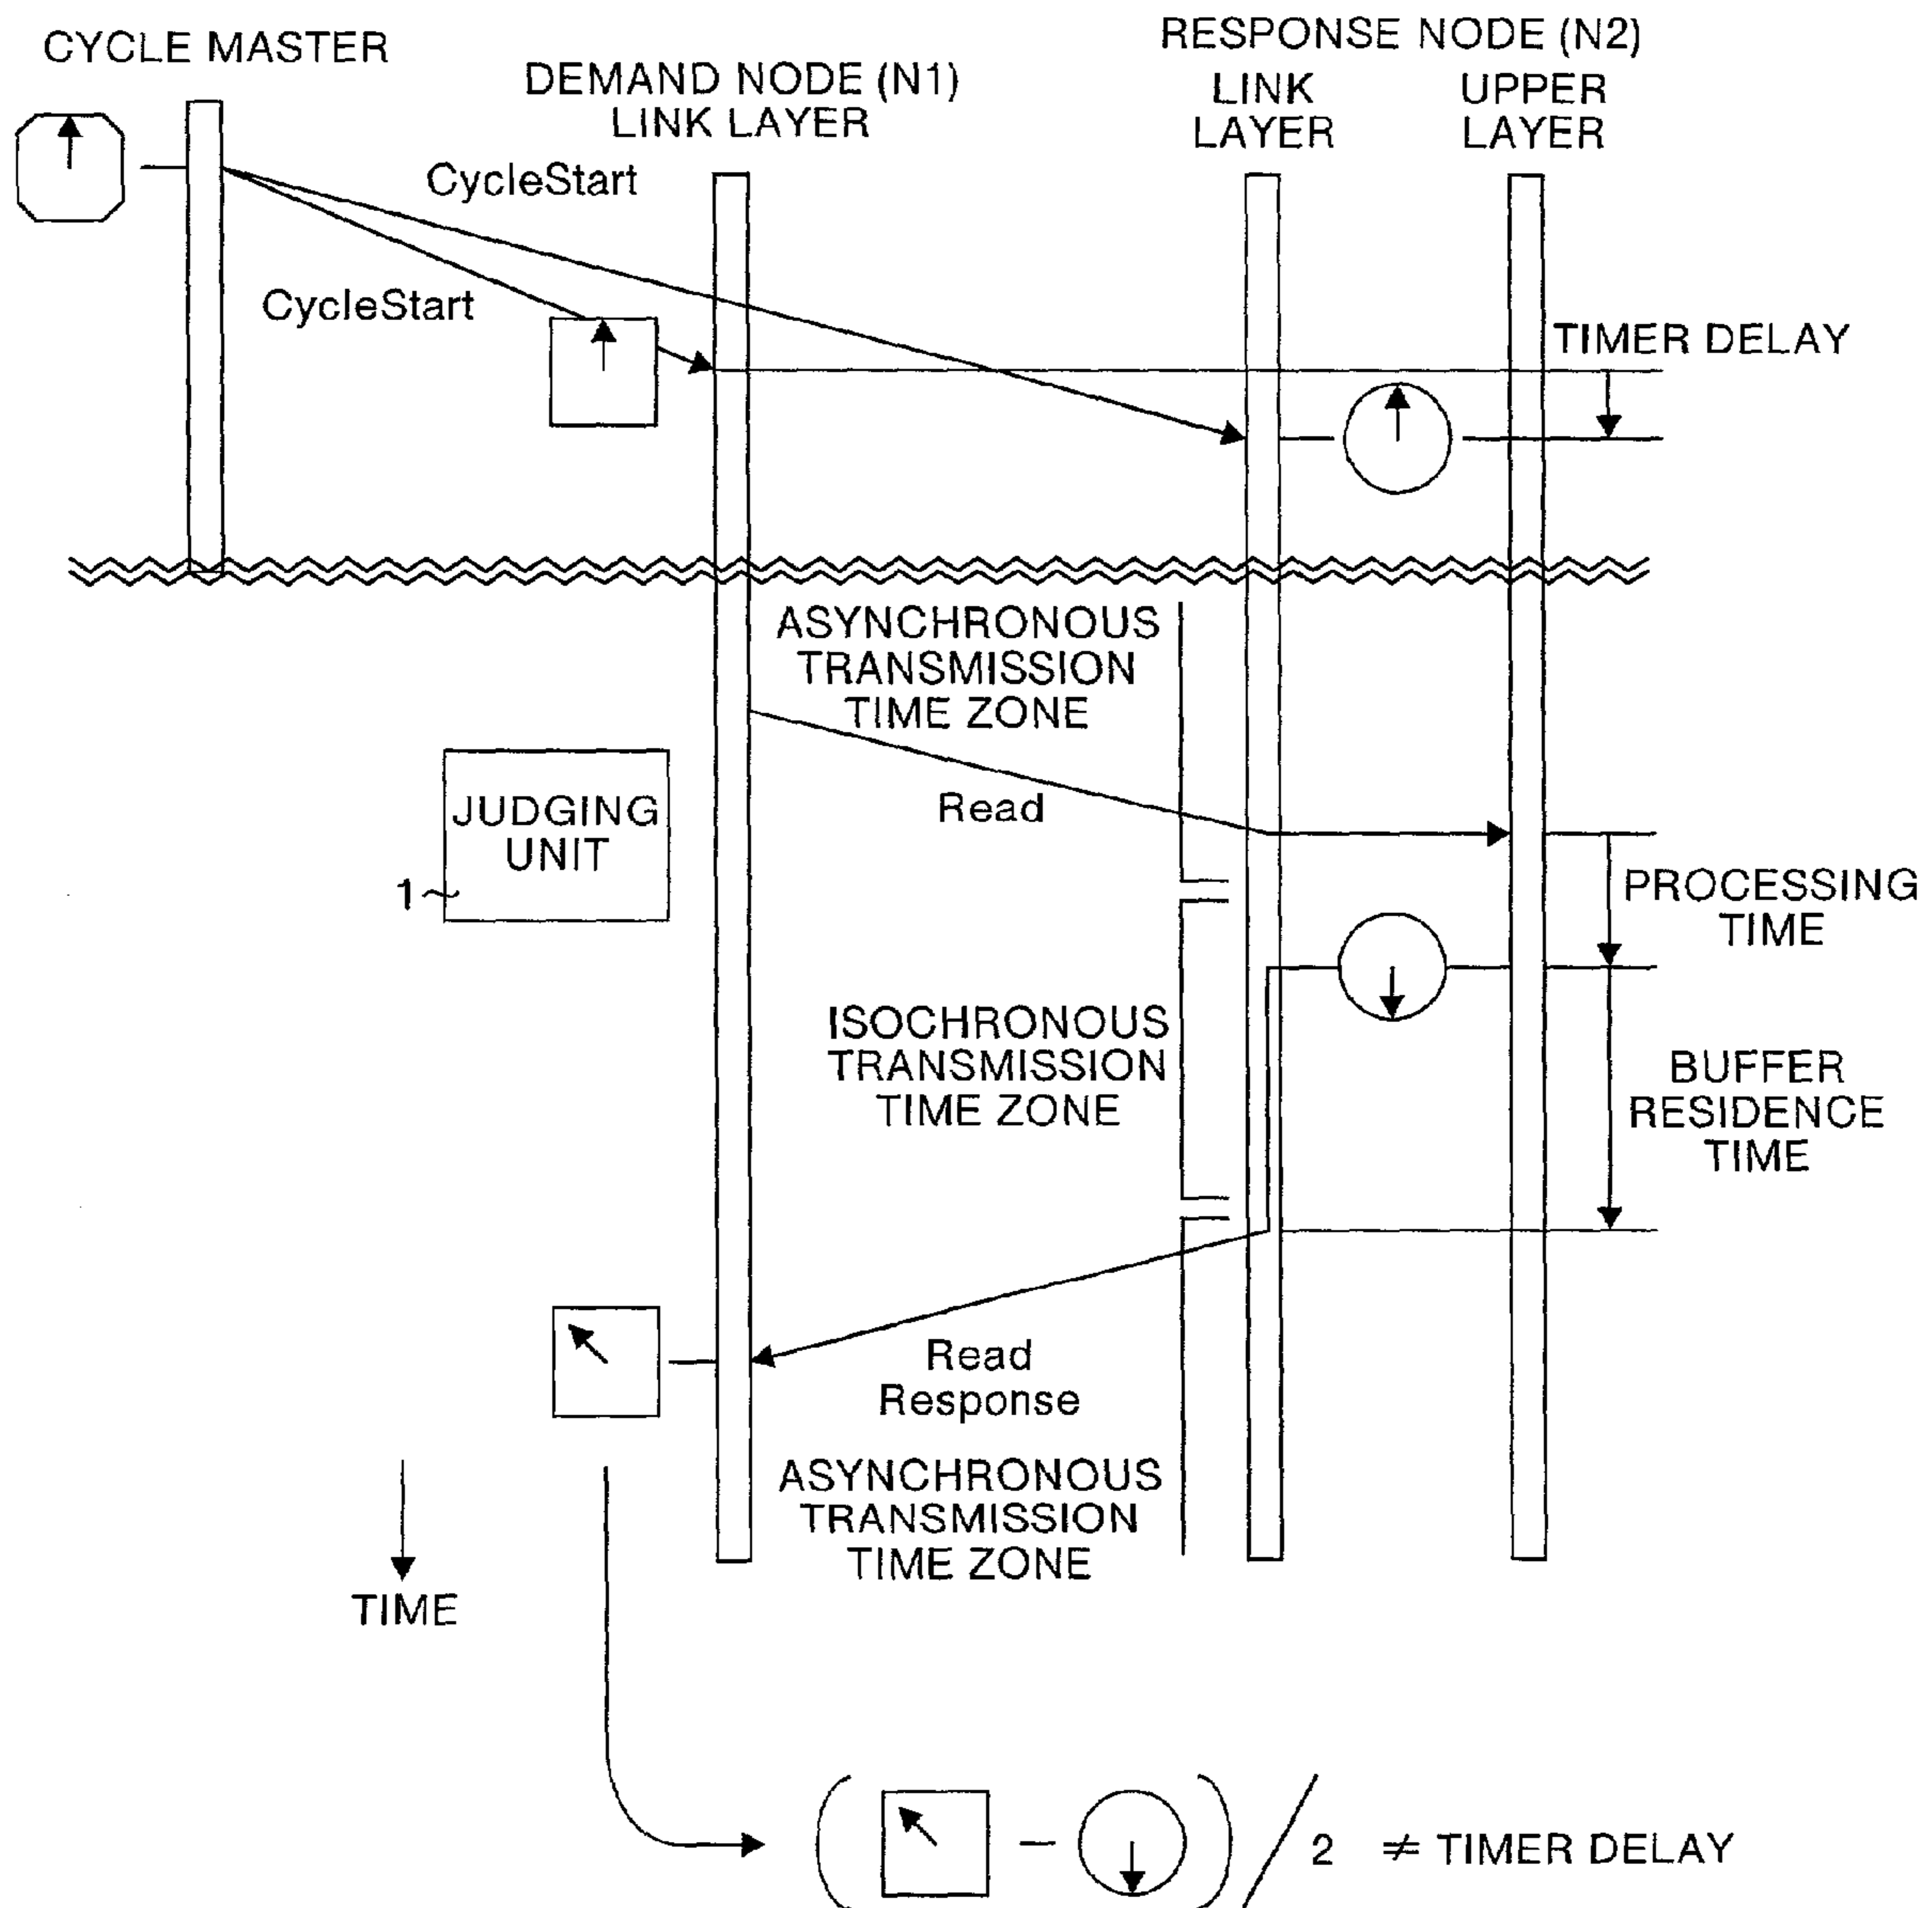 CYCLE MASTER
DEMAND NODE (N1)
LINK LAYER
RESPONSE NODE (N2)
LINK
LAYER
UPPER
LAYER
CycleStart
CycleStart
TIMER DELAY
ASYNCHRONOUS
TRANSMISSION
TIME ZONE
Read
JUDGING
UNIT
1~
PROCESSING
TIME
ISOCHRONOUS
TRANSMISSION
TIME ZONE
BUFFER
RESIDENCE
TIME
Read
Response
ASYNCHRONOUS
TRANSMISSION
TIME ZONE
TIME
( − ) / 2 ≠ TIMER DELAY